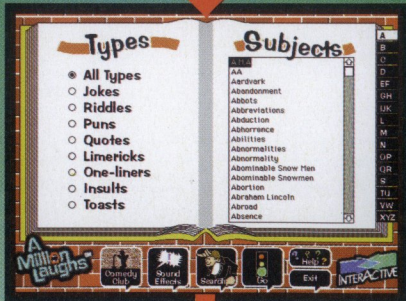 Types
All Types
Jokes
Riddles
Puns
Quotes
Limericks
One-liners
Insults
Toasts
Subjects
A M A
AA
Aardvark
Abandonment
Abbots
Abbreviations
Abduction
Abhorrence
Abilities
Abnormalities
Abnormality
Abominable Snow Man
Abominable Snowmen
Abortion
Abraham Lincoln
Abroad
Absence
A
B
C
D
EF
GH
IJK
L
M
N
OP
QR
S
TU
VW
XYZ
A
Million
Laughs
Comedy
Club
Sound
Effects
Search
Go
? ? Help ?
Exit
INTERACTIVE